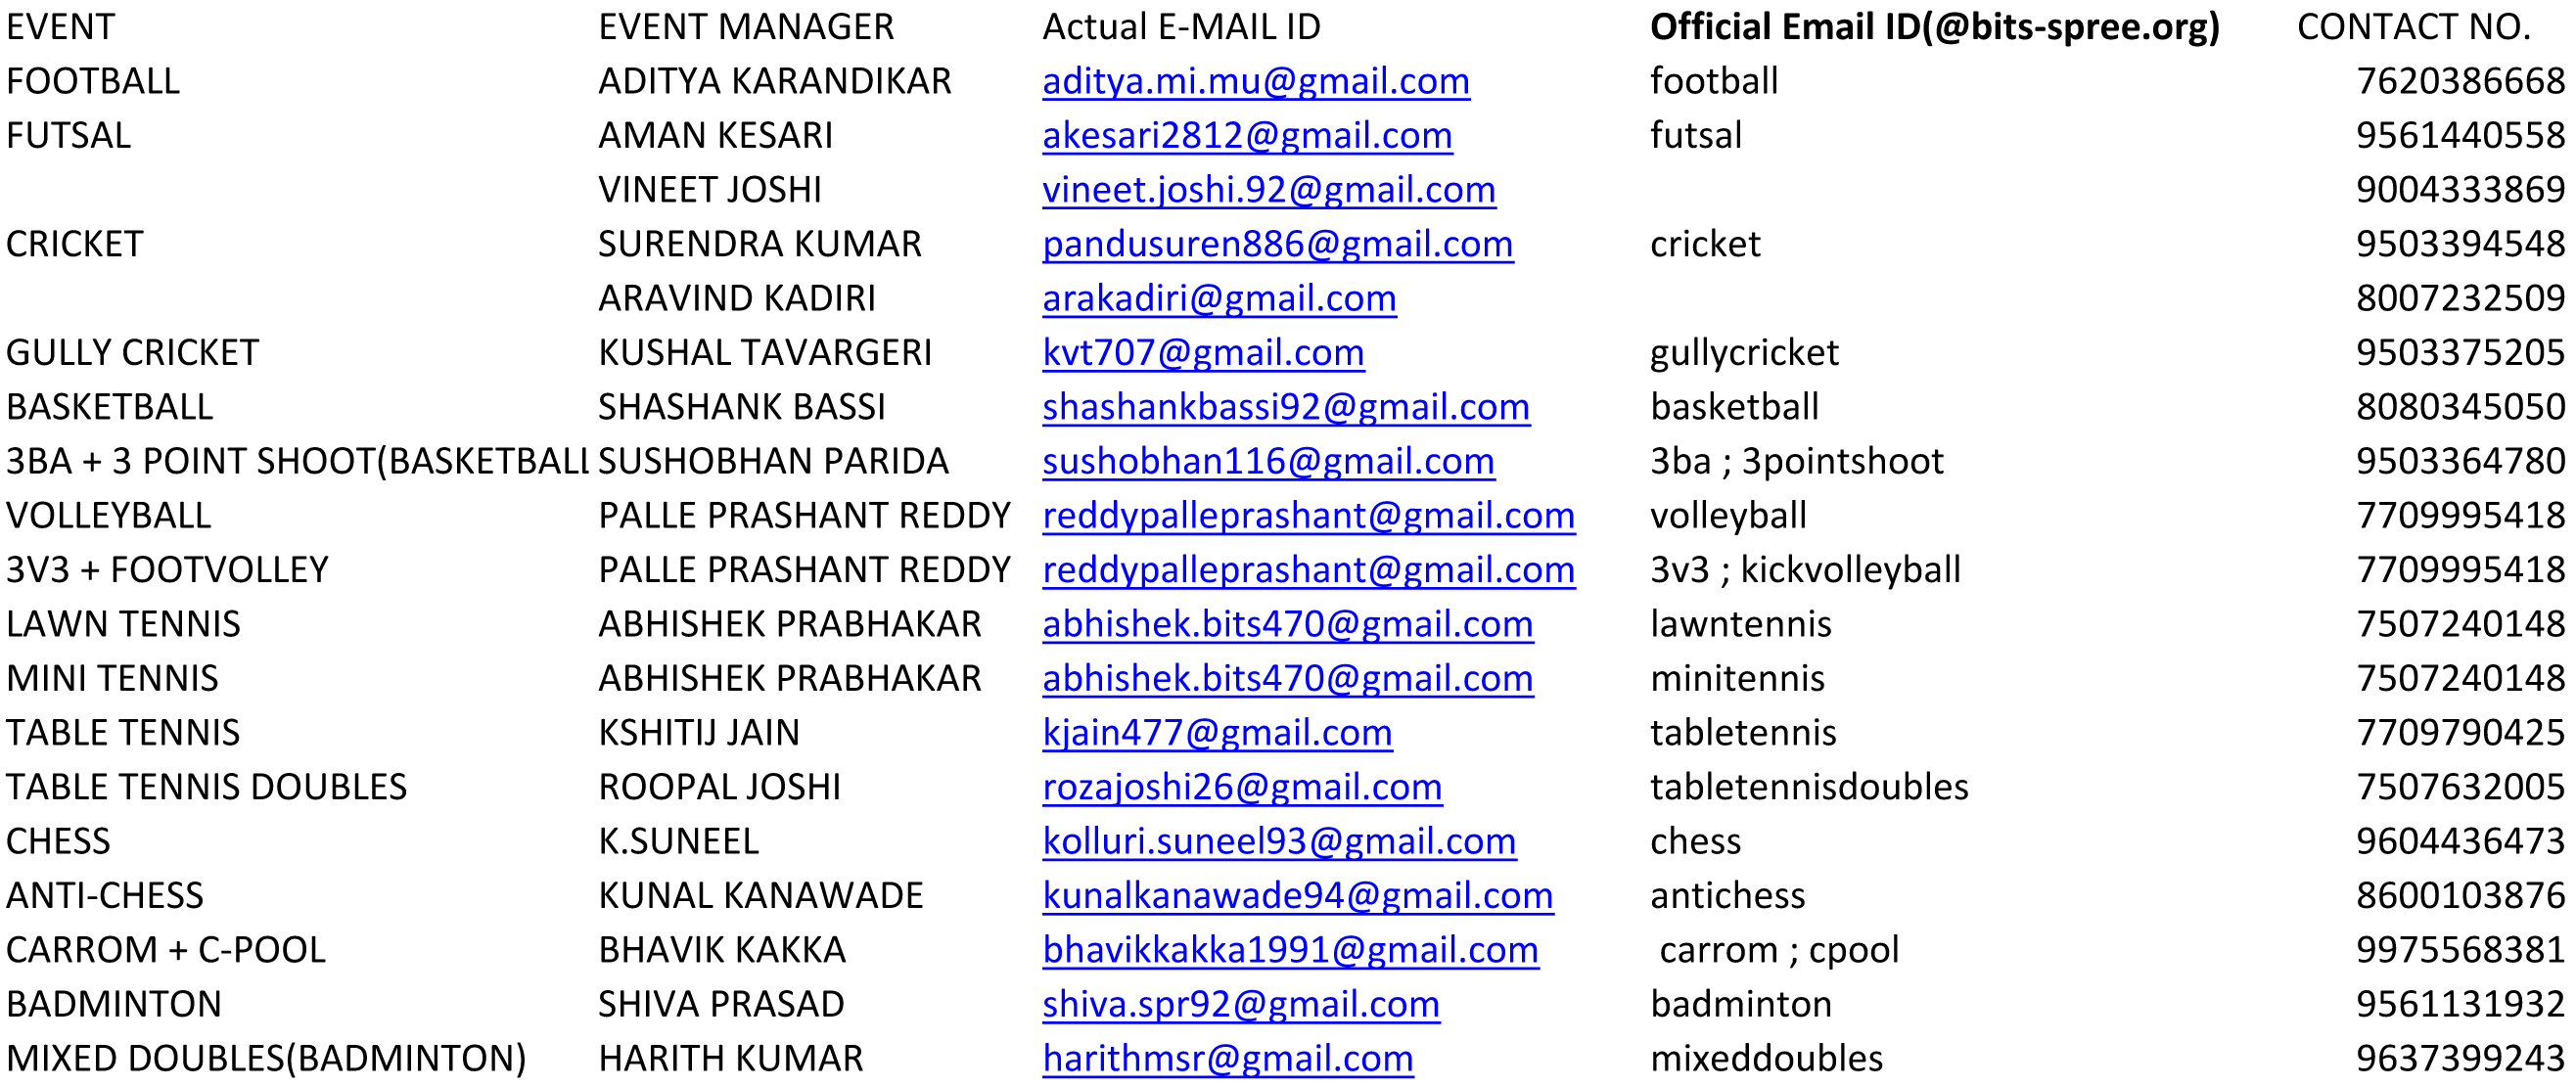 EVENT EVENT MANAGER Actual E-MAIL ID Official Email ID(@bits-spree.org) CONTACT NO.
FOOTBALL ADITYA KARANDIKAR aditya.mi.mu@gmail.com football 7620386668
FUTSAL AMAN KESARI akesari2812@gmail.com futsal 9561440558
VINEET JOSHI vineet.joshi.92@gmail.com 9004333869
CRICKET SURENDRA KUMAR pandusuren886@gmail.com cricket 9503394548
ARAVIND KADIRI arakadiri@gmail.com 8007232509
GULLY CRICKET KUSHAL TAVARGERI kvt707@gmail.com gullycricket 9503375205
BASKETBALL SHASHANK BASSI shashankbassi92@gmail.com basketball 8080345050
3BA + 3 POINT SHOOT(BASKETBALL SUSHOBHAN PARIDA sushobhan116@gmail.com 3ba ; 3pointshoot 9503364780
VOLLEYBALL PALLE PRASHANT REDDY reddypalleprashant@gmail.com volleyball 7709995418
3V3 + FOOTVOLLEY PALLE PRASHANT REDDY reddypalleprashant@gmail.com 3v3 ; kickvolleyball 7709995418
LAWN TENNIS ABHISHEK PRABHAKAR abhishek.bits470@gmail.com lawntennis 7507240148
MINI TENNIS ABHISHEK PRABHAKAR abhishek.bits470@gmail.com minitennis 7507240148
TABLE TENNIS KSHITIJ JAIN kjain477@gmail.com tabletennis 7709790425
TABLE TENNIS DOUBLES ROOPAL JOSHI rozajoshi26@gmail.com tabletennisdoubles 7507632005
CHESS K.SUNEEL kolluri.suneel93@gmail.com chess 9604436473
ANTI-CHESS KUNAL KANAWADE kunalkanawade94@gmail.com antichess 8600103876
CARROM + C-POOL BHAVIK KAKKA bhavikkakka1991@gmail.com carrom ; cpool 9975568381
BADMINTON SHIVA PRASAD shiva.spr92@gmail.com badminton 9561131932
MIXED DOUBLES(BADMINTON) HARITH KUMAR harithmsr@gmail.com mixeddoubles 9637399243